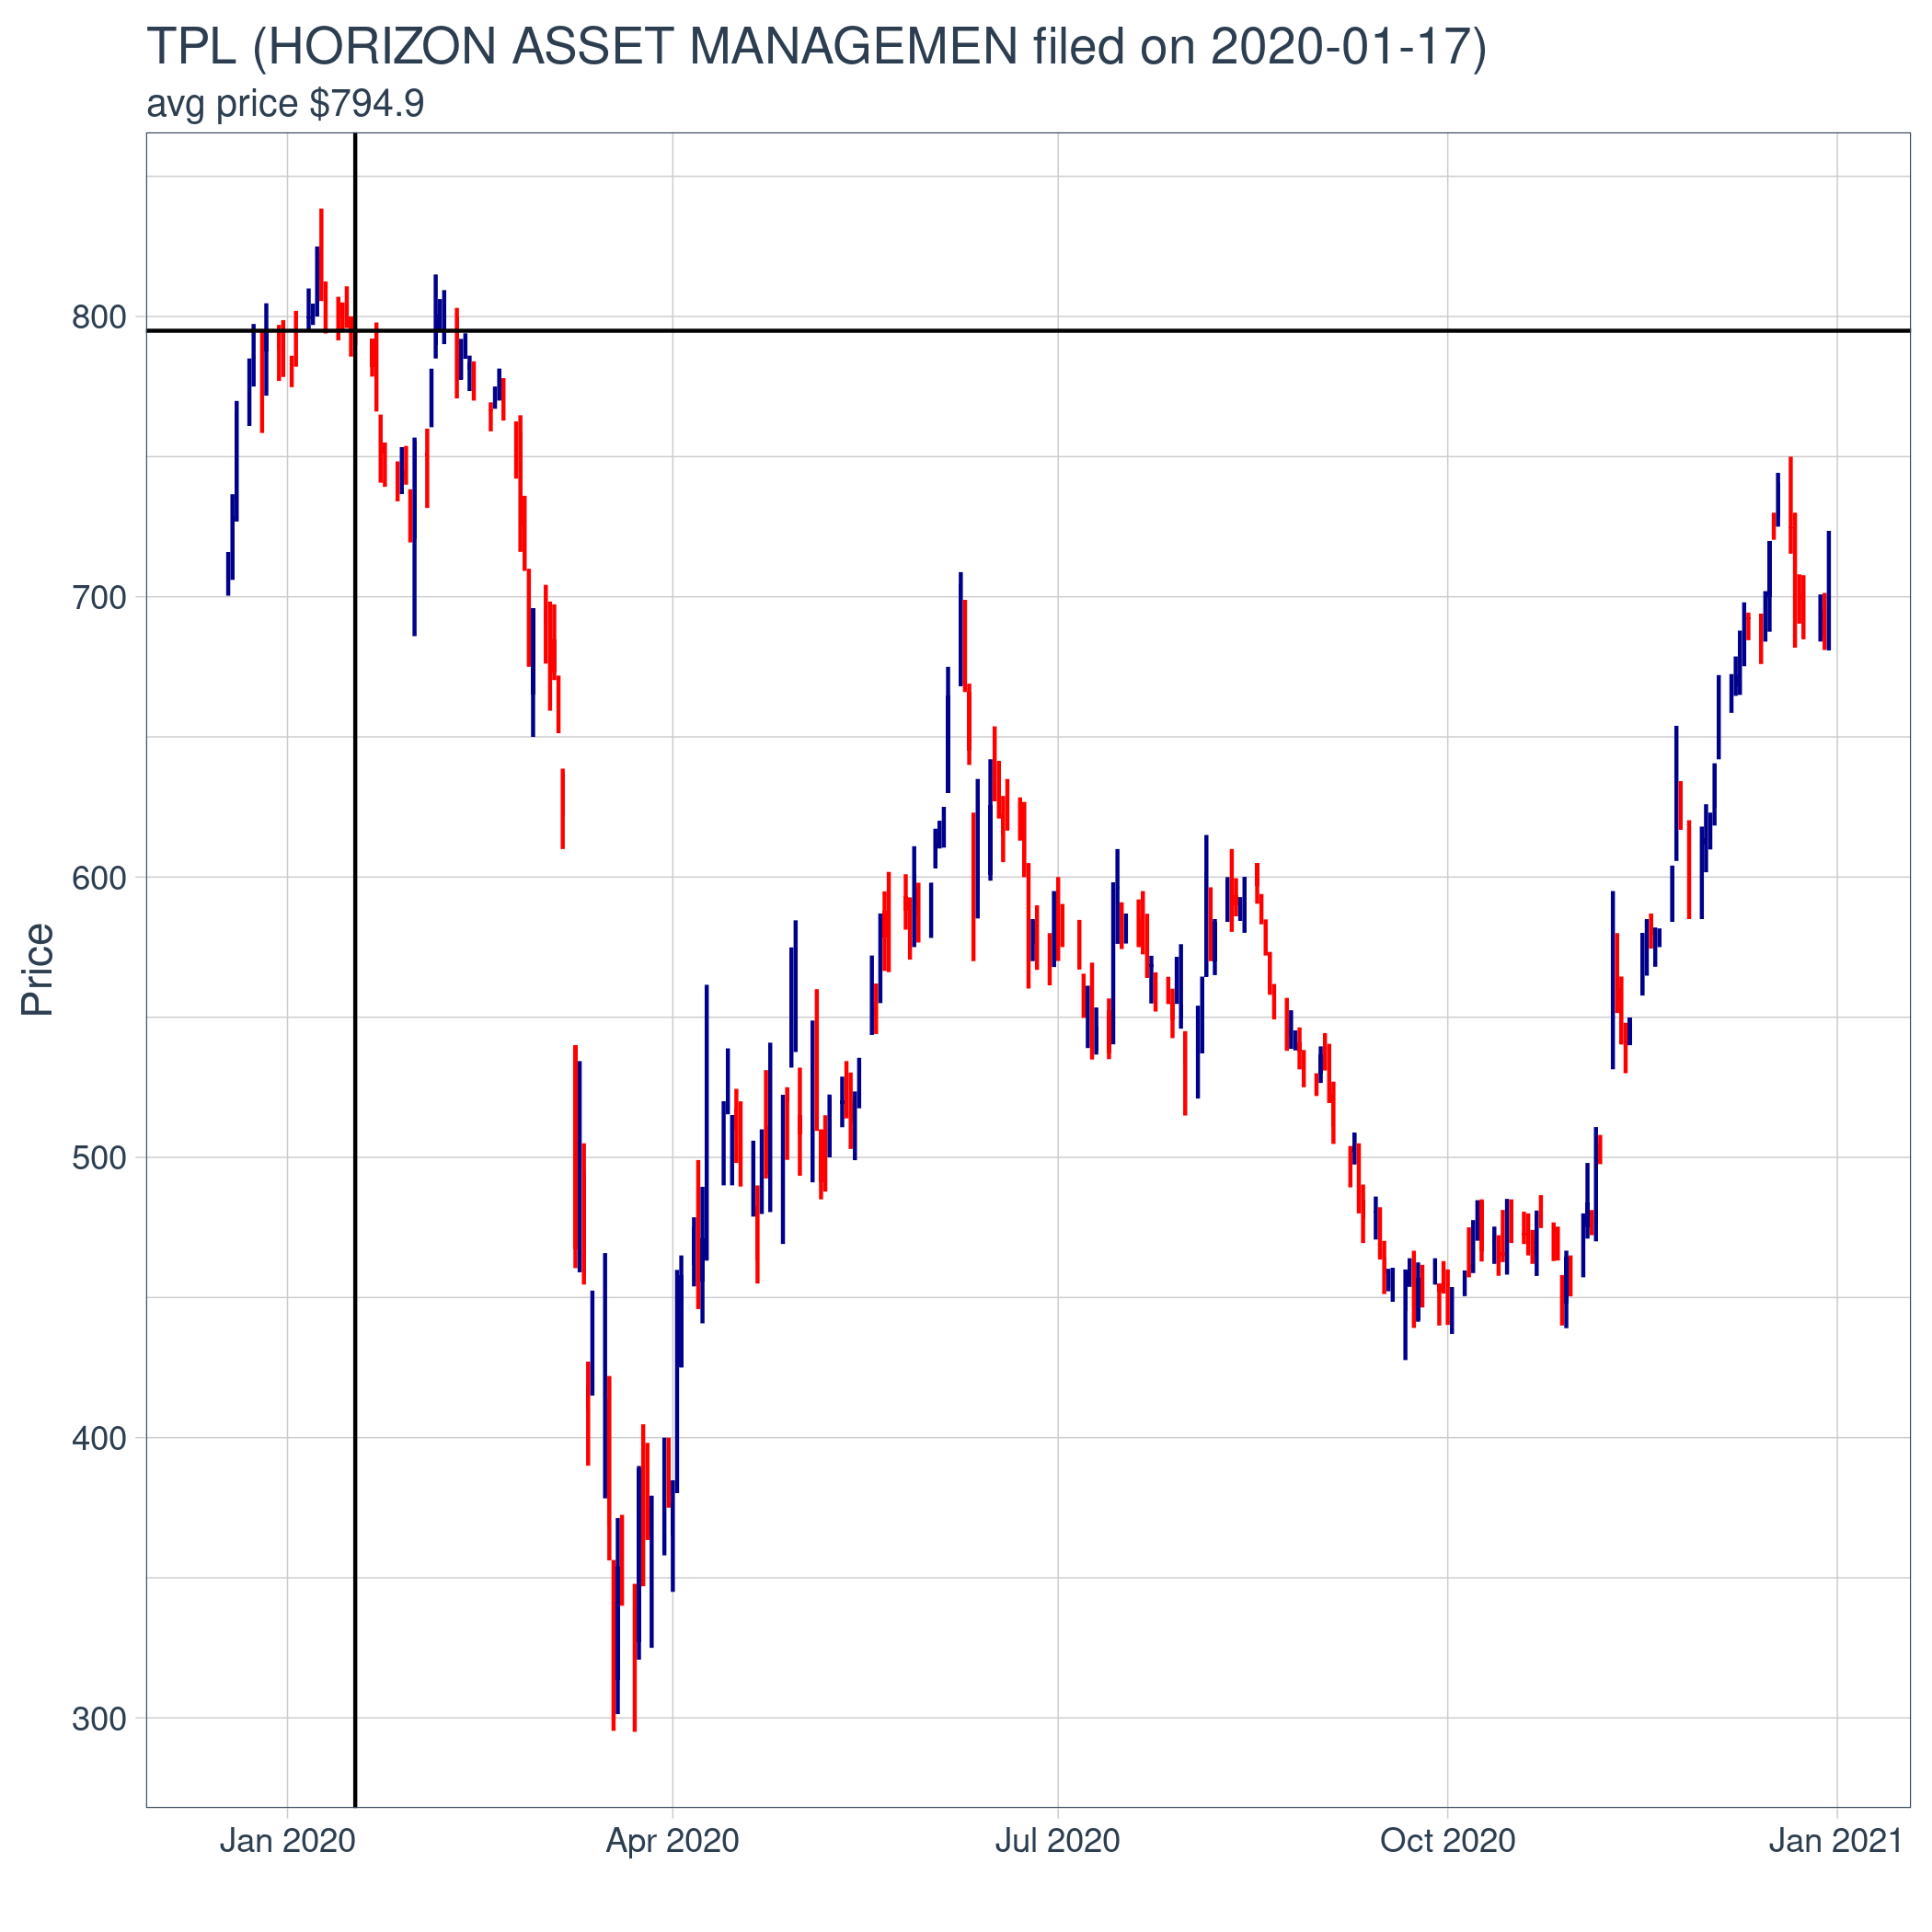 TPL (HORIZON ASSET MANAGEMEN filed on 2020-01-17)
avg price $794.9
800
700
600
500
400
300
Price
Jan 2020
Apr 2020
Jul 2020
Oct 2020
Jan 2021